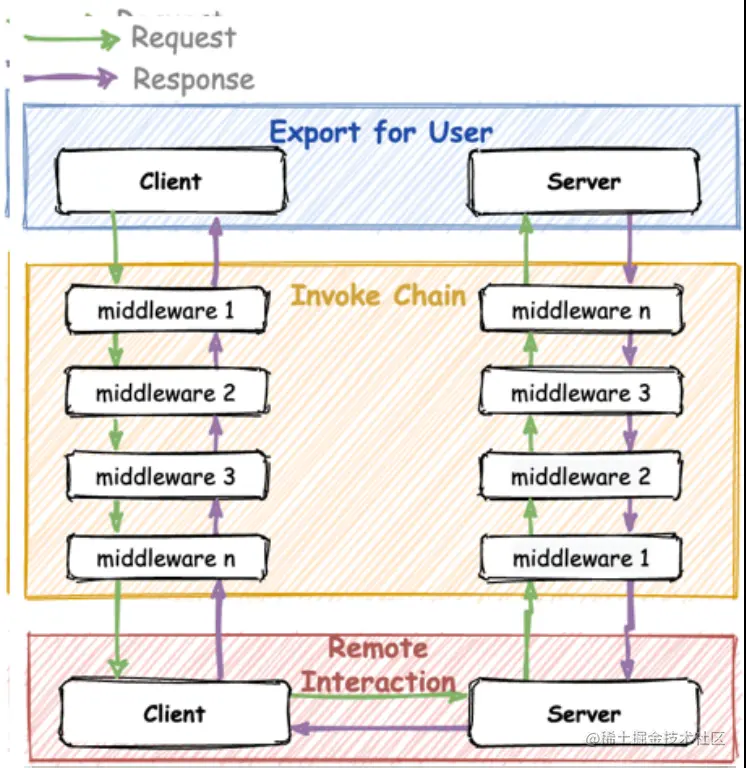 Request
Request
Response
Export for User
Client
Server
Invoke Chain
middleware 1
middleware n
middleware 2
middleware 3
middleware 3
middleware 2
middleware n
middleware 1
Remote
Interaction
Client
Server
@稀土掘金技术社区